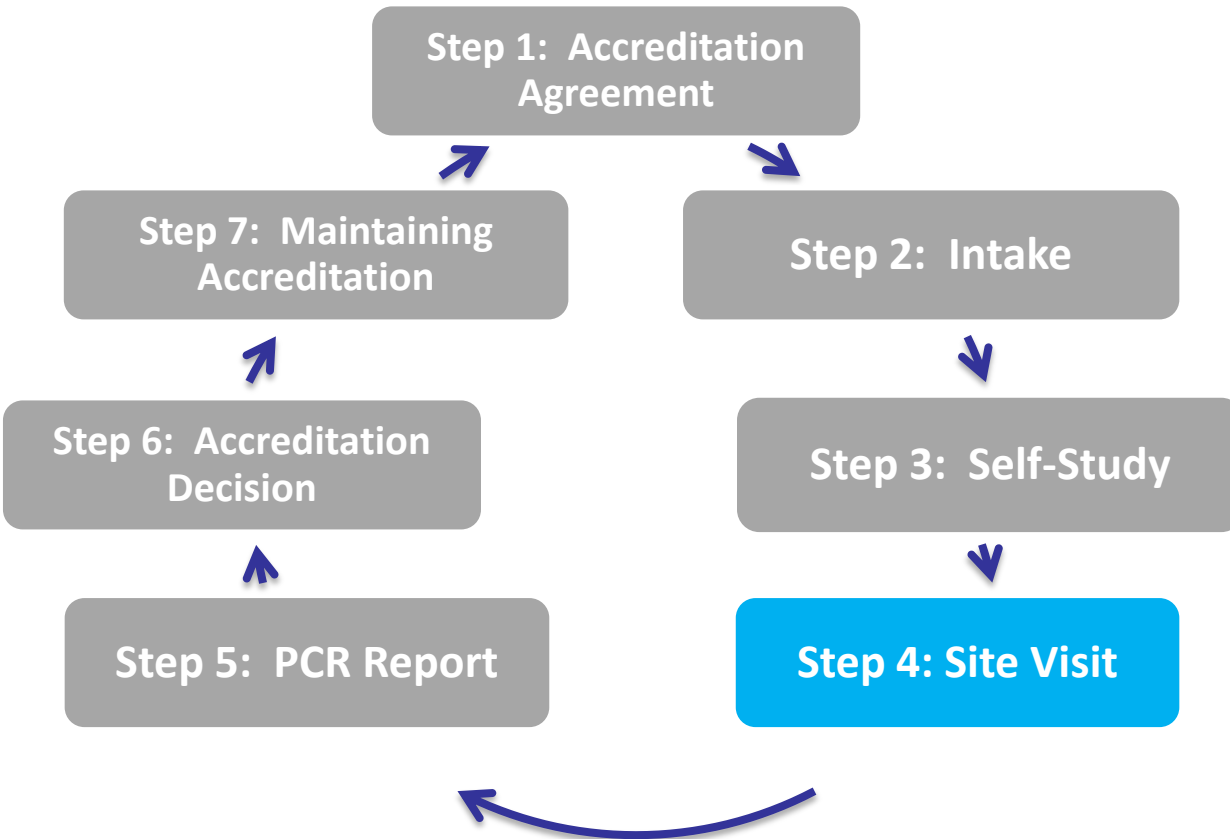 Step 1:  Accreditation
Agreement
Step 2:  Intake
Step 3:  Self-Study
Step 4: Site Visit
Step 5:  PCR Report
Step 6:  Accreditation
Decision
Step 7:  Maintaining
Accreditation